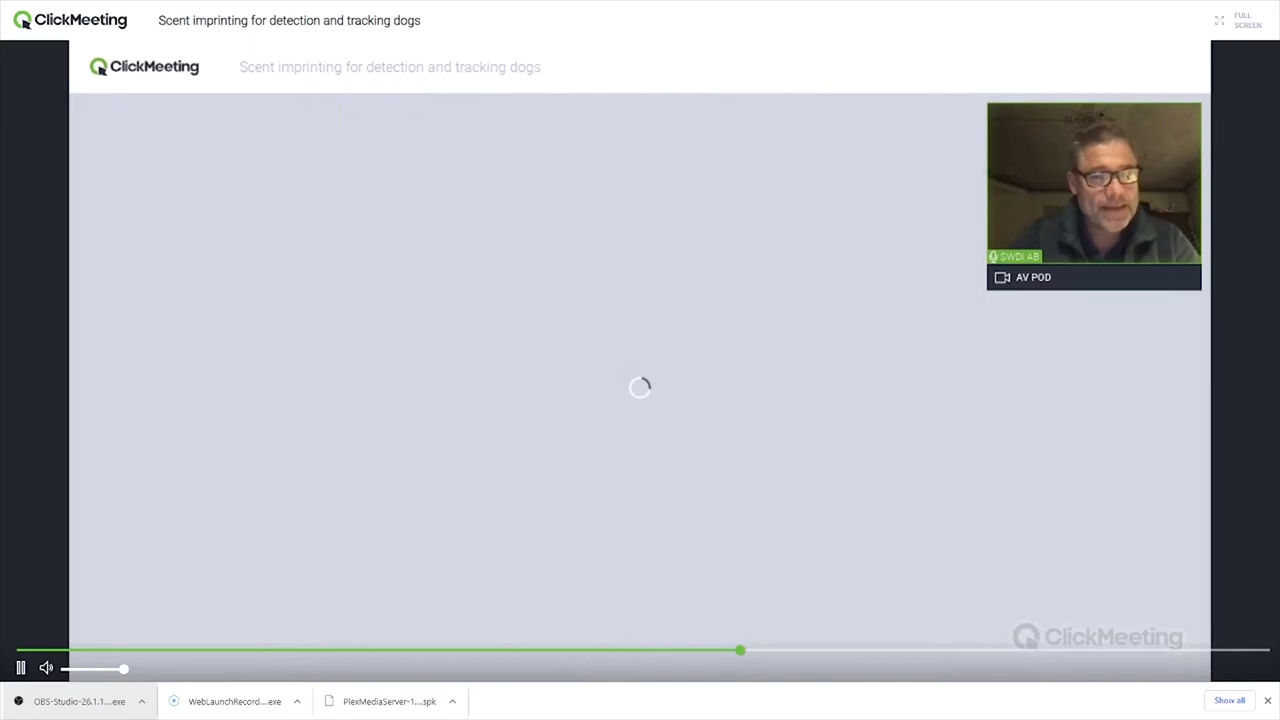 ClickMeeting Scent imprinting for detection and tracking dogs
FULL
SCREEN
ClickMeeting Scent imprinting for detection and tracking dogs
SWDI AB
AV POD
ClickMeeting
OBS-Studio-26.1.1....exe WebLaunchRecord....exe PlexMediaServer-1....spk Show all